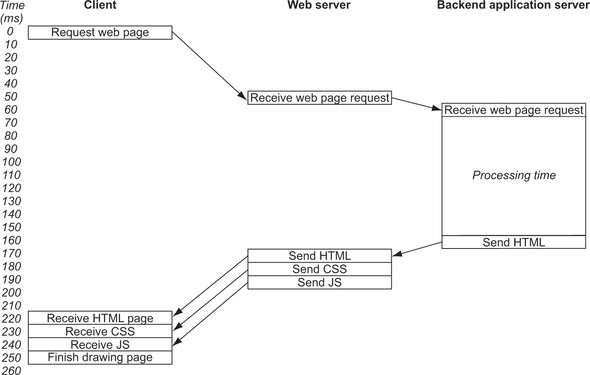 Time Client Web server Backend application server
(ms)
0 Request web page
10
20
30
40
50 Receive web page request
60 Receive web page request
70
80
90
100
110 Processing time
120
130
140
150
160 Send HTML
170 Send HTML
180 Send CSS
190 Send JS
200
210
220 Receive HTML page
230 Receive CSS
240 Receive JS
250 Finish drawing page
260